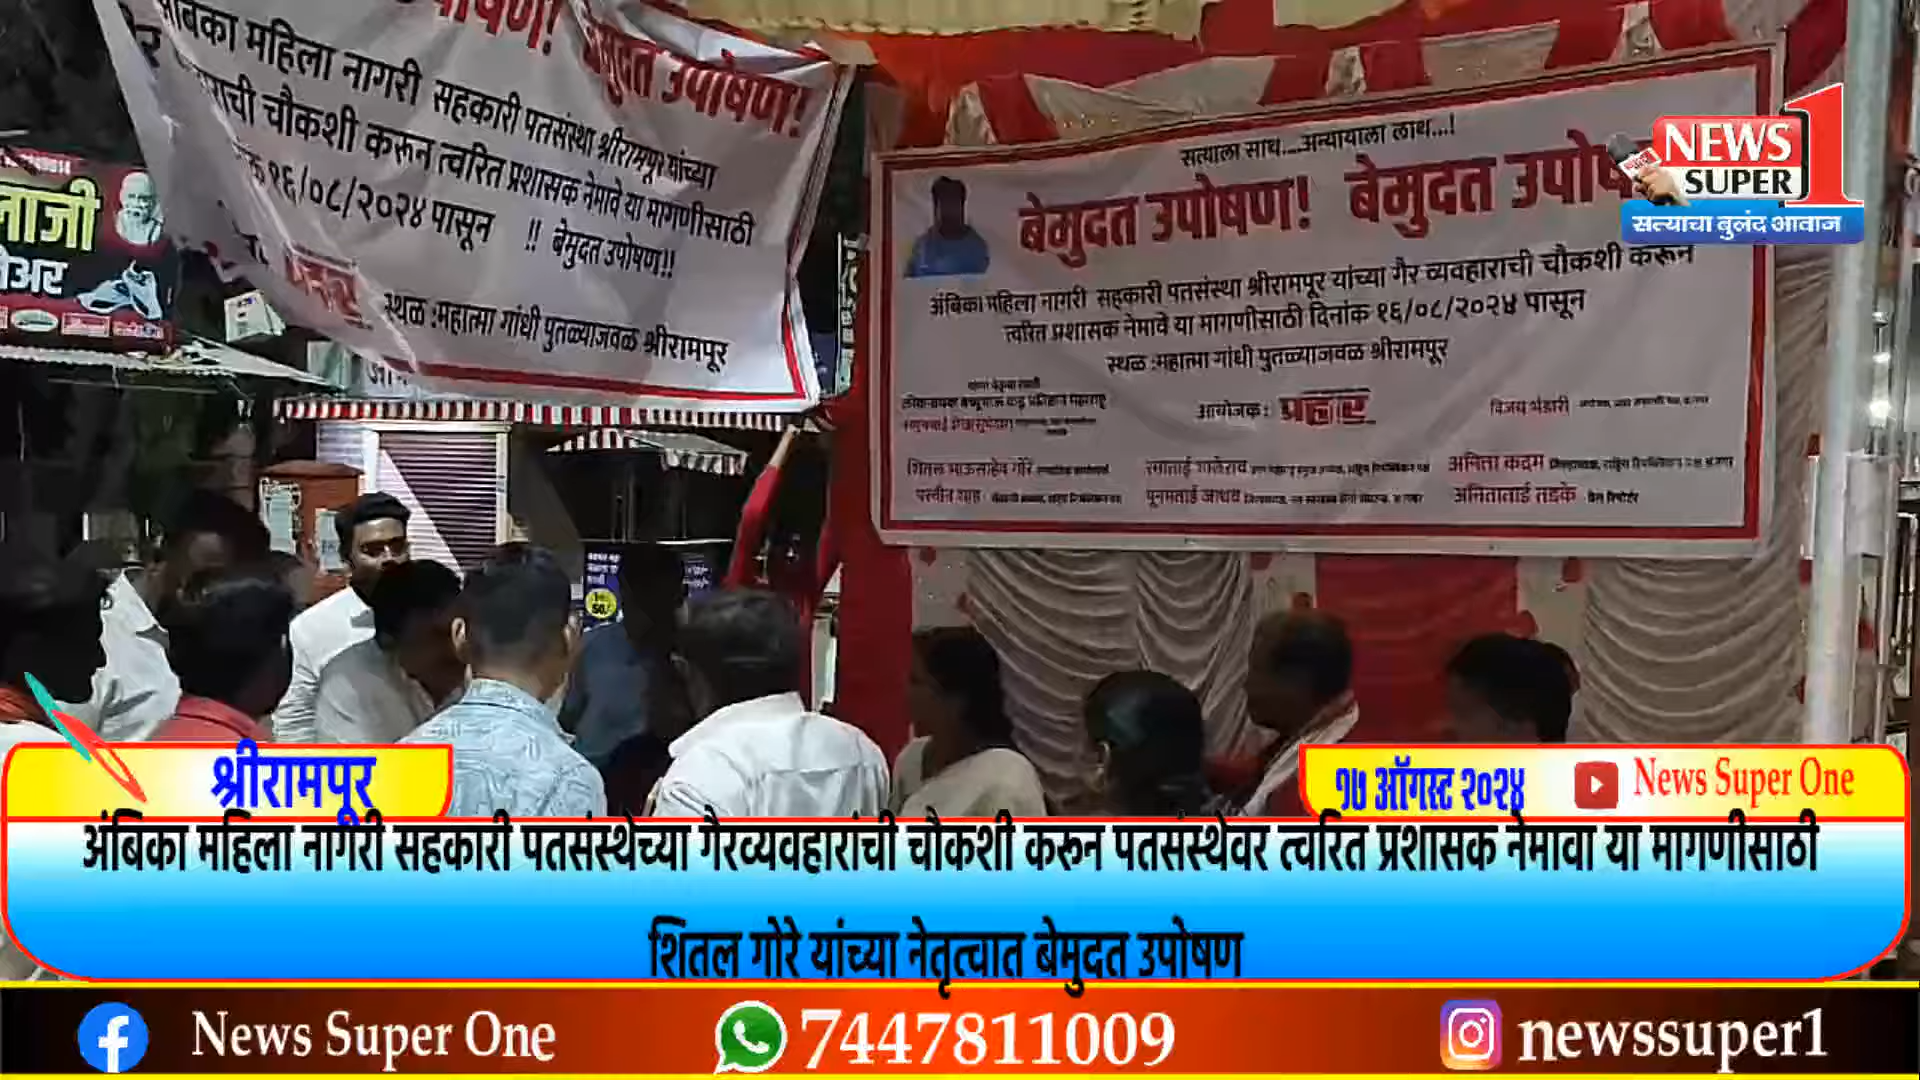 पोषण! बेमुदत उपोषण!
अंबिका महिला नागरी सहकारी पतसंस्था श्रीरामपूर यांच्या
चौकशी करून त्वरित प्रशासक नेमावे या मागणीसाठी
१६/०८/२०२४ पासून !! बेमुदत उपोषण!!
स्थळ :महात्मा गांधी पुतळ्याजवळ श्रीरामपूर
सत्याला साथ...अन्यायाला लाथ...!
बेमुदत उपोषण! बेमुदत उपोष
अंबिका महिला नागरी सहकारी पतसंस्था श्रीरामपूर यांच्या गैर व्यवहाराची चौकशी करून
त्वरित प्रशासक नेमावे या मागणीसाठी दिनांक १६/०८/२०२४ पासून
स्थळ :महात्मा गांधी पुतळ्याजवळ श्रीरामपूर
आयोजक: प्रहार
विजय भंडारी
शितल भाऊसाहेब गोरे
अनिता कदम
पूनमताई जाधव
अनिताताई तडके
NEWS
SUPER 1
सत्याचा बुलंद आवाज
श्रीरामपूर
१७ ऑगस्ट २०२४
News Super One
अंबिका महिला नागरी सहकारी पतसंस्थेच्या गैरव्यवहारांची चौकशी करून पतसंस्थेवर त्वरित प्रशासक नेमावा या मागणीसाठी
शितल गोरे यांच्या नेतृत्वात बेमुदत उपोषण
News Super One
7447811009
newssuper1